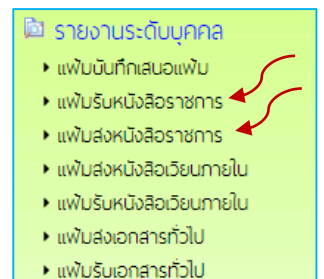 รายงานระดับบุคคล
แฟ้มบันทึกเสนอแฟ้ม
แฟ้มรับหนังสือราชการ
แฟ้มส่งหนังสือราชการ
แฟ้มส่งหนังสือเวียนภายใน
แฟ้มรับหนังสือเวียนภายใน
แฟ้มส่งเอกสารทั่วไป
แฟ้มรับเอกสารทั่วไป